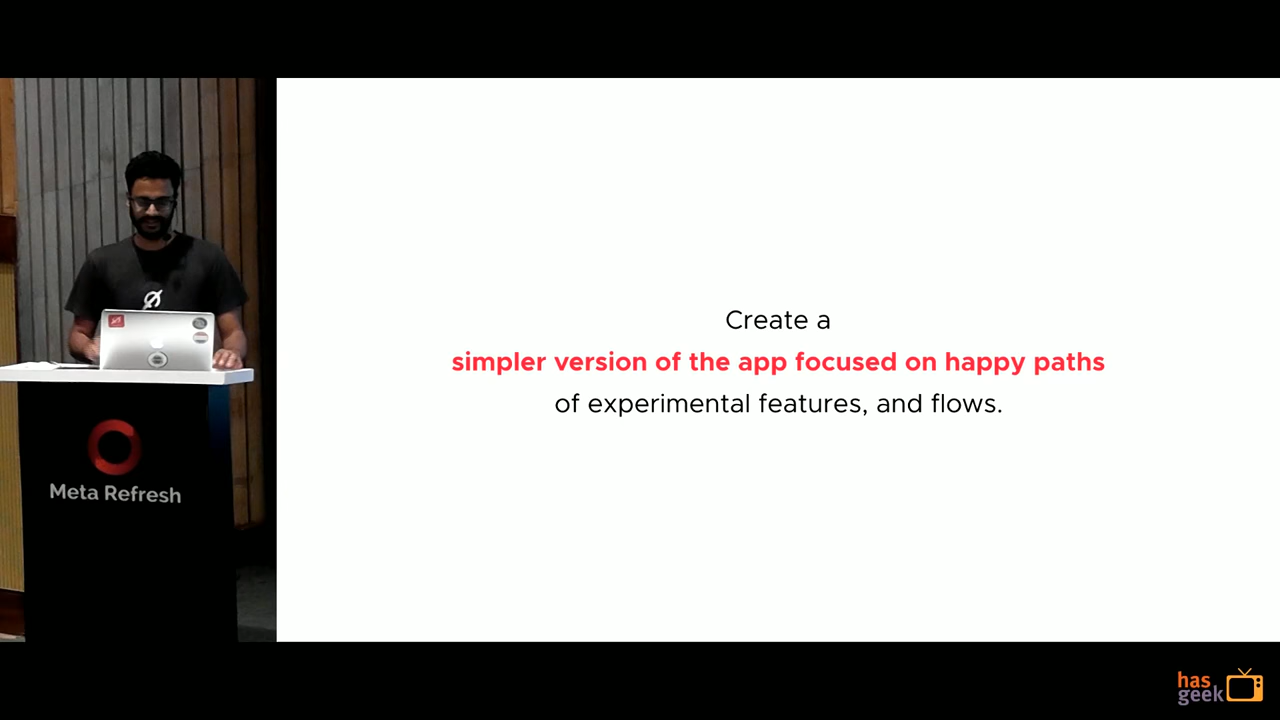 Create a
simpler version of the app focused on happy paths
of experimental features, and flows.
Meta Refresh
has
geek